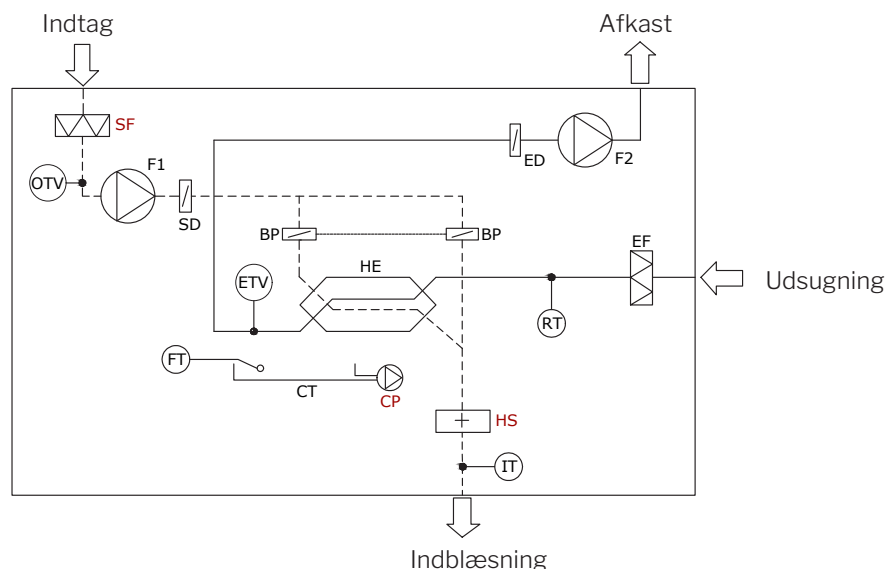 Indtag
Afkast
SF
OTV
F1
SD
ED
F2
BP
BP
EF
HE
ETV
Udsugning
RT
FT
CT
CP
HS
IT
Indblæsning